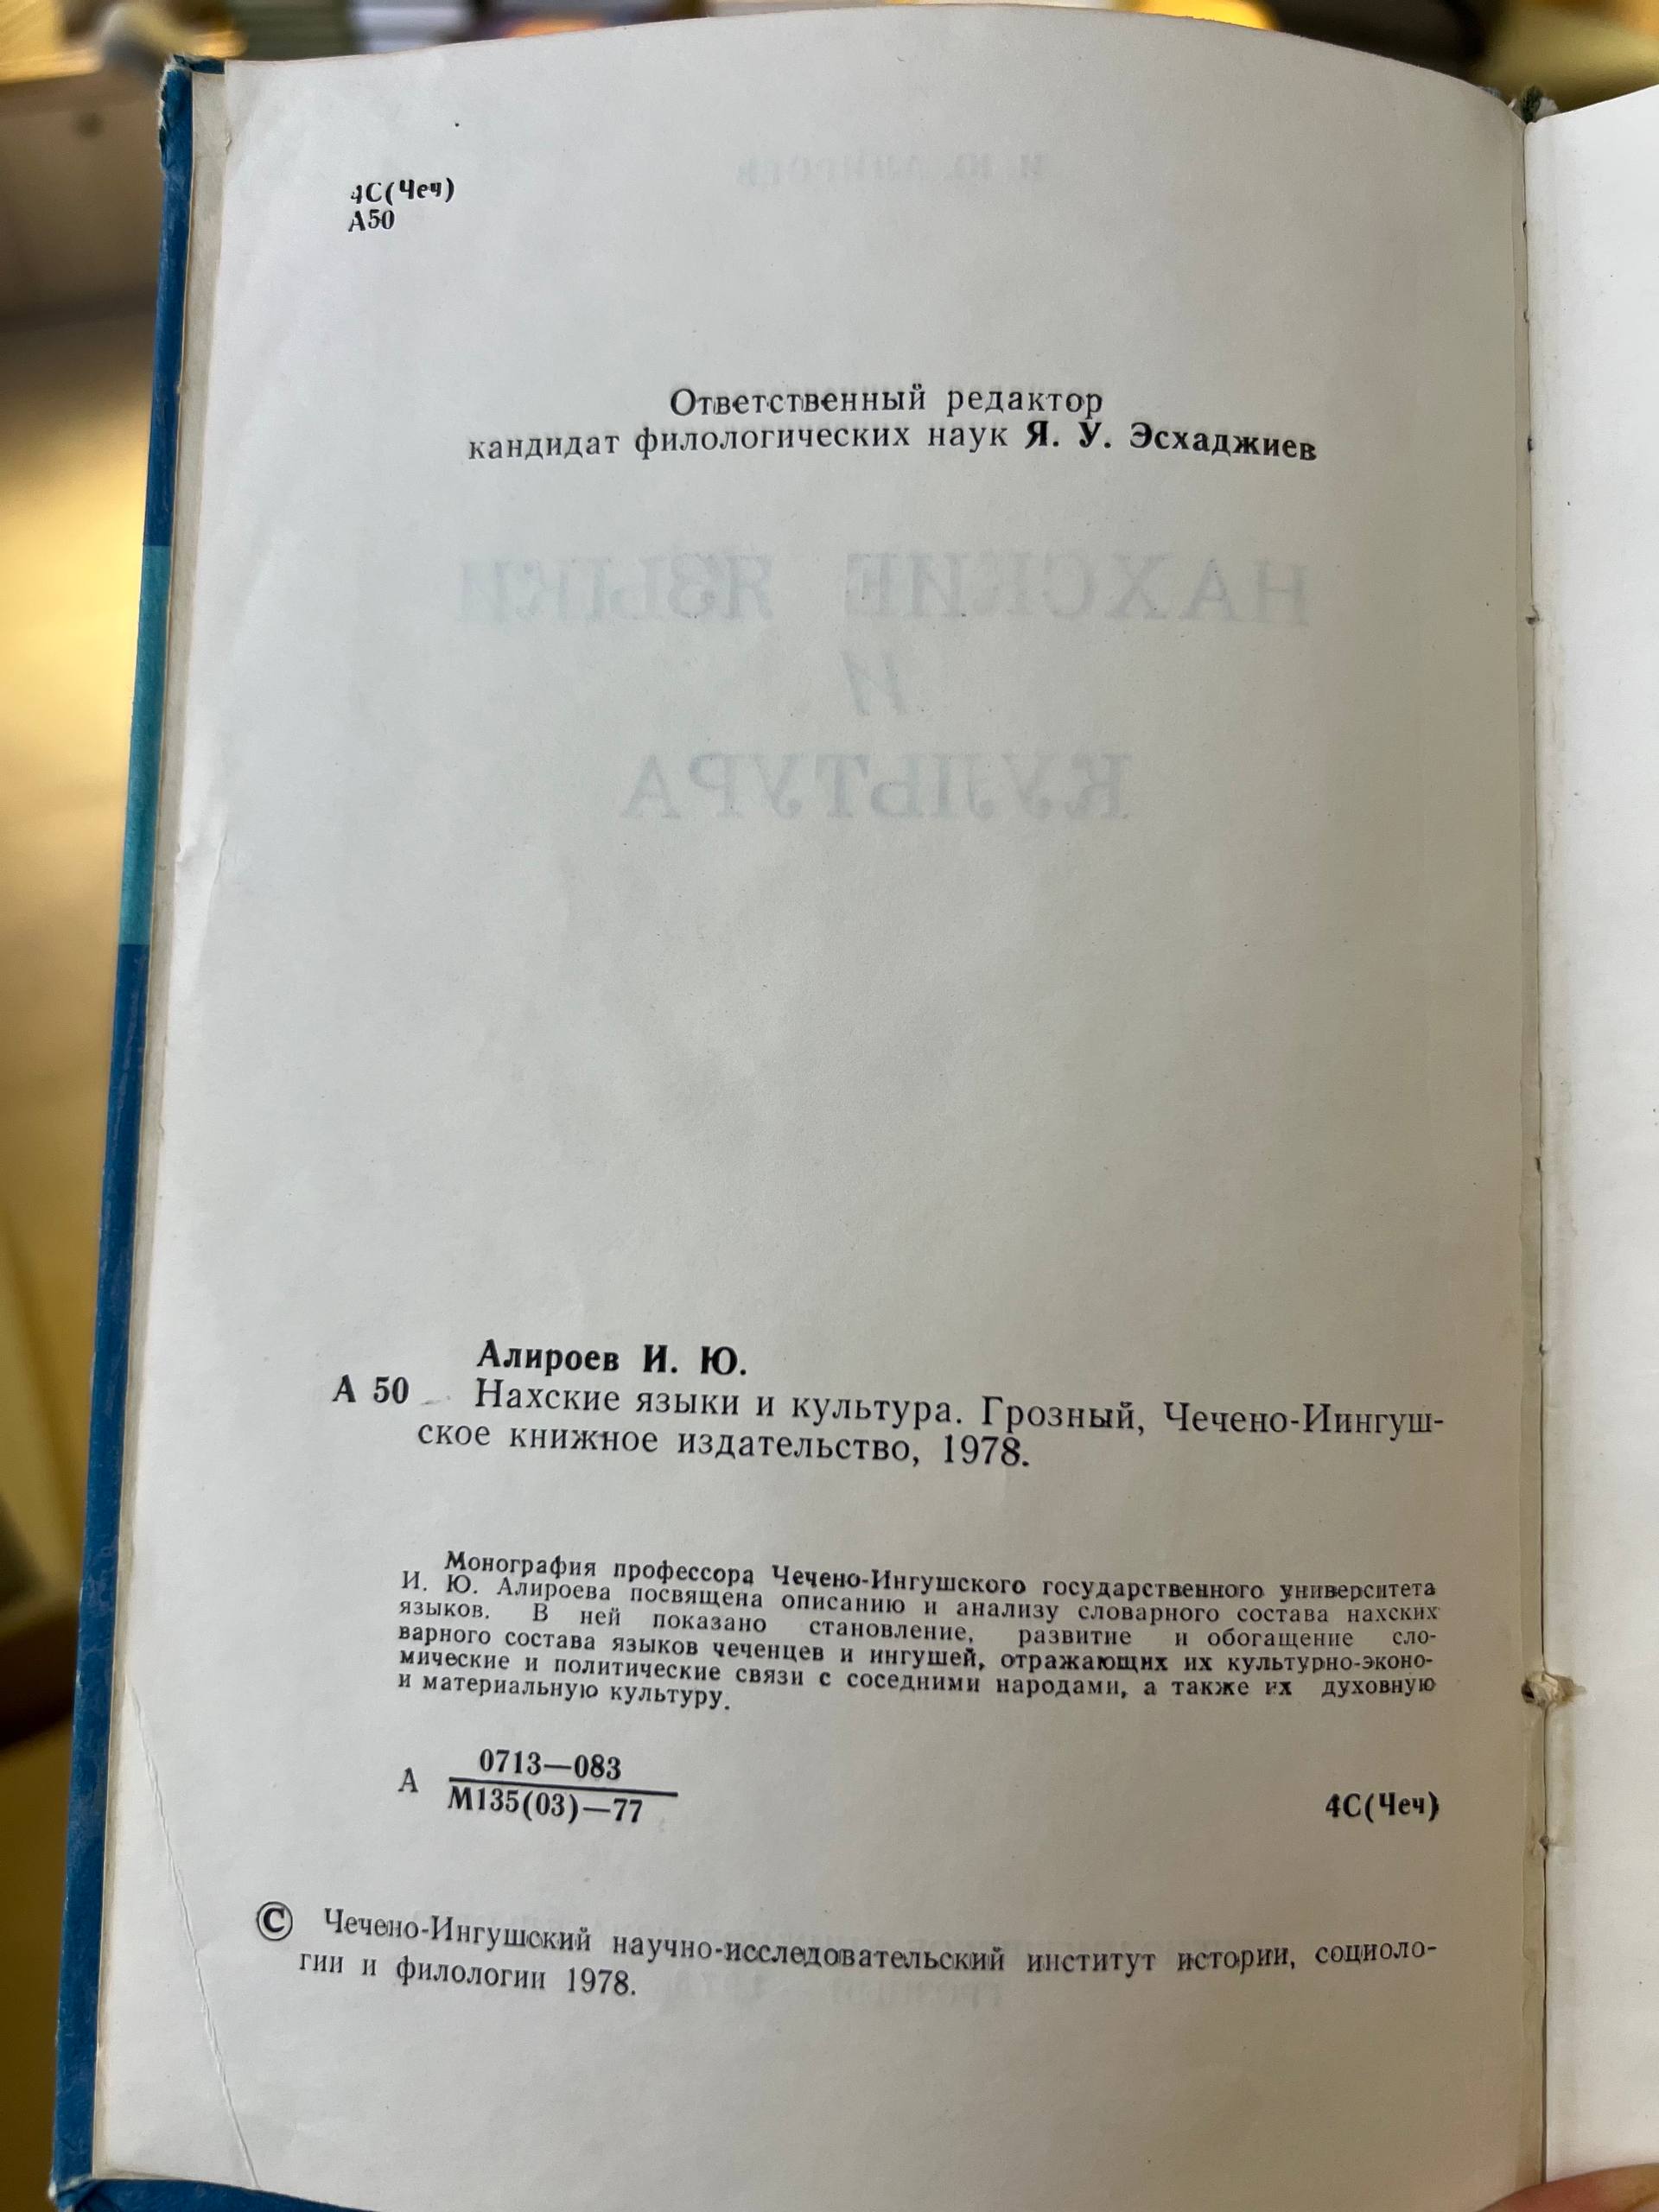 4С(Чеч)
А50
Ответственный редактор
кандидат филологических наук Я. У. Эсхаджиев
НАХСКИЕ ЯЗЫКИ
И
КУЛЬТУРА
Алироев И. Ю.
А 50 Нахские языки и культура. Грозный, Чечено-Иингуш-
ское книжное издательство, 1978.
Монография профессора Чечено-Ингушского государственного университета
И. Ю. Алироева посвящена описанию и анализу словарного состава нахских
языков. В ней показано становление, развитие и обогащение сло-
варного состава языков чеченцев и ингушей, отражающих их культурно-эконо-
мические и политические связи с соседними народами, а также их духовную
и материальную культуру.
А 0713—083
М135(03)—77
4С(Чеч)
© Чечено-Ингушский научно-исследовательский институт истории, социоло-
гии и филологии 1978.